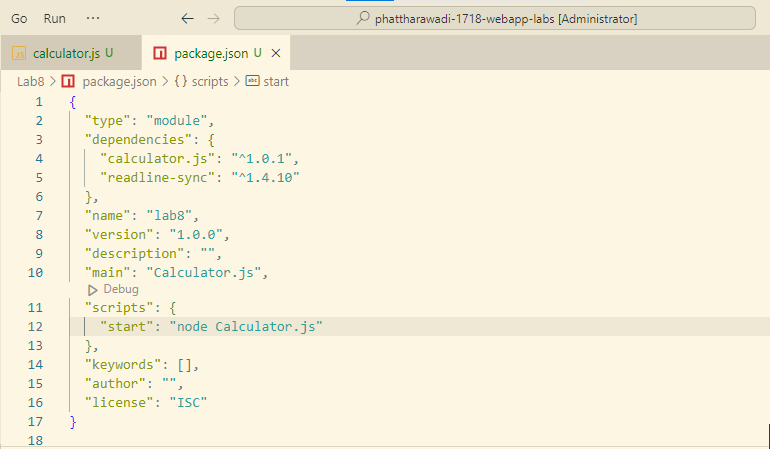 Go Run ··· ← → phattharawadi-1718-webapp-labs [Administrator]
JS calculator.js U package.json U ×
Lab8 > package.json > { } scripts > abc start
1 {
2 "type": "module",
3 "dependencies": {
4 "calculator.js": "^1.0.1",
5 "readline-sync": "^1.4.10"
6 },
7 "name": "lab8",
8 "version": "1.0.0",
9 "description": "",
10 "main": "Calculator.js",
Debug
11 "scripts": {
12 "start": "node Calculator.js"
13 },
14 "keywords": [],
15 "author": "",
16 "license": "ISC"
17 }
18